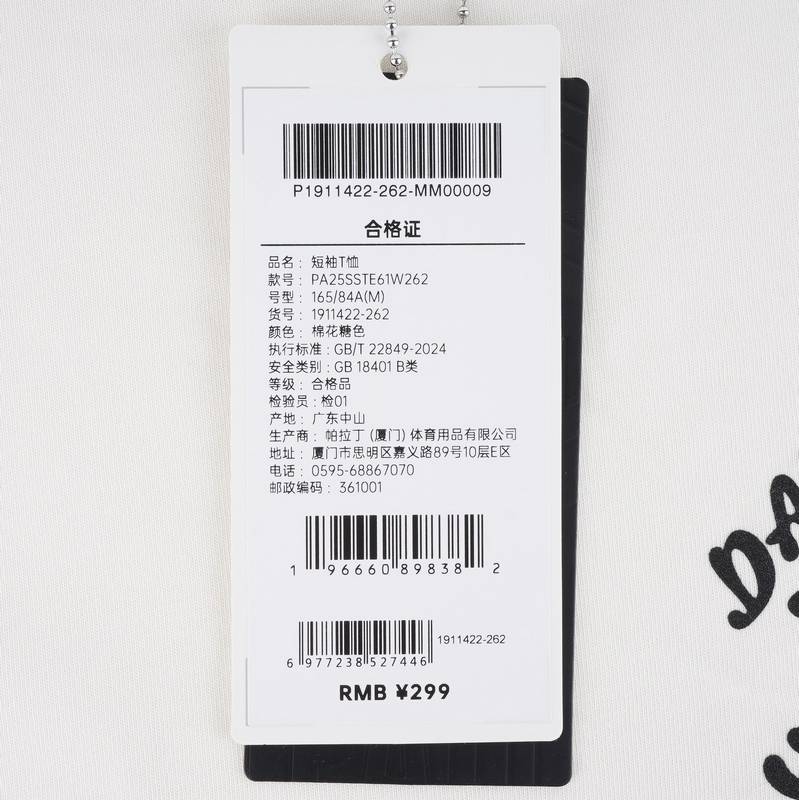 P1911422-262-MM00009
合格证
品名：短袖T恤
款号：PA25SSTE61W262
号型：165/84A(M)
货号：1911422-262
颜色：棉花糖色
执行标准：GB/T 22849-2024
安全类别：GB 18401 B类
等级：合格品
检验员：检01
产地：广东中山
生产商：帕拉丁 (厦门) 体育用品有限公司
地址：厦门市思明区嘉义路89号10层E区
电话：0595-68867070
邮政编码：361001
1 96660 89838 2
1911422-262
6 977238 527446
RMB ¥299